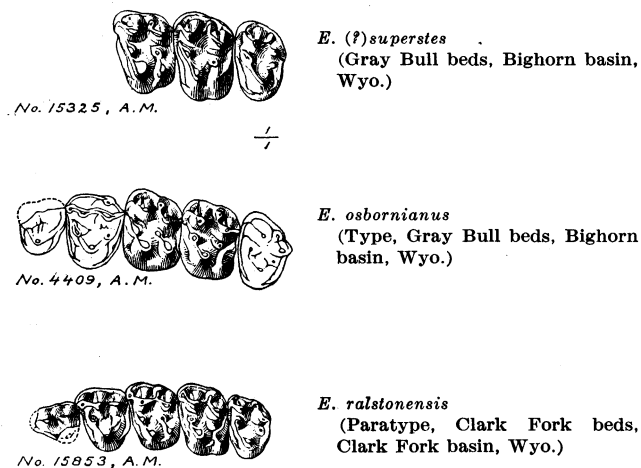 E. (?)superstes
(Gray Bull beds, Bighorn basin,
Wyo.)
No. 15325, A.M.
1
1
E. osbornianus
(Type, Gray Bull beds, Bighorn
basin, Wyo.)
No. 4409, A.M.
E. ralstonensis
(Paratype, Clark Fork beds,
Clark Fork basin, Wyo.)
No. 15853, A.M.